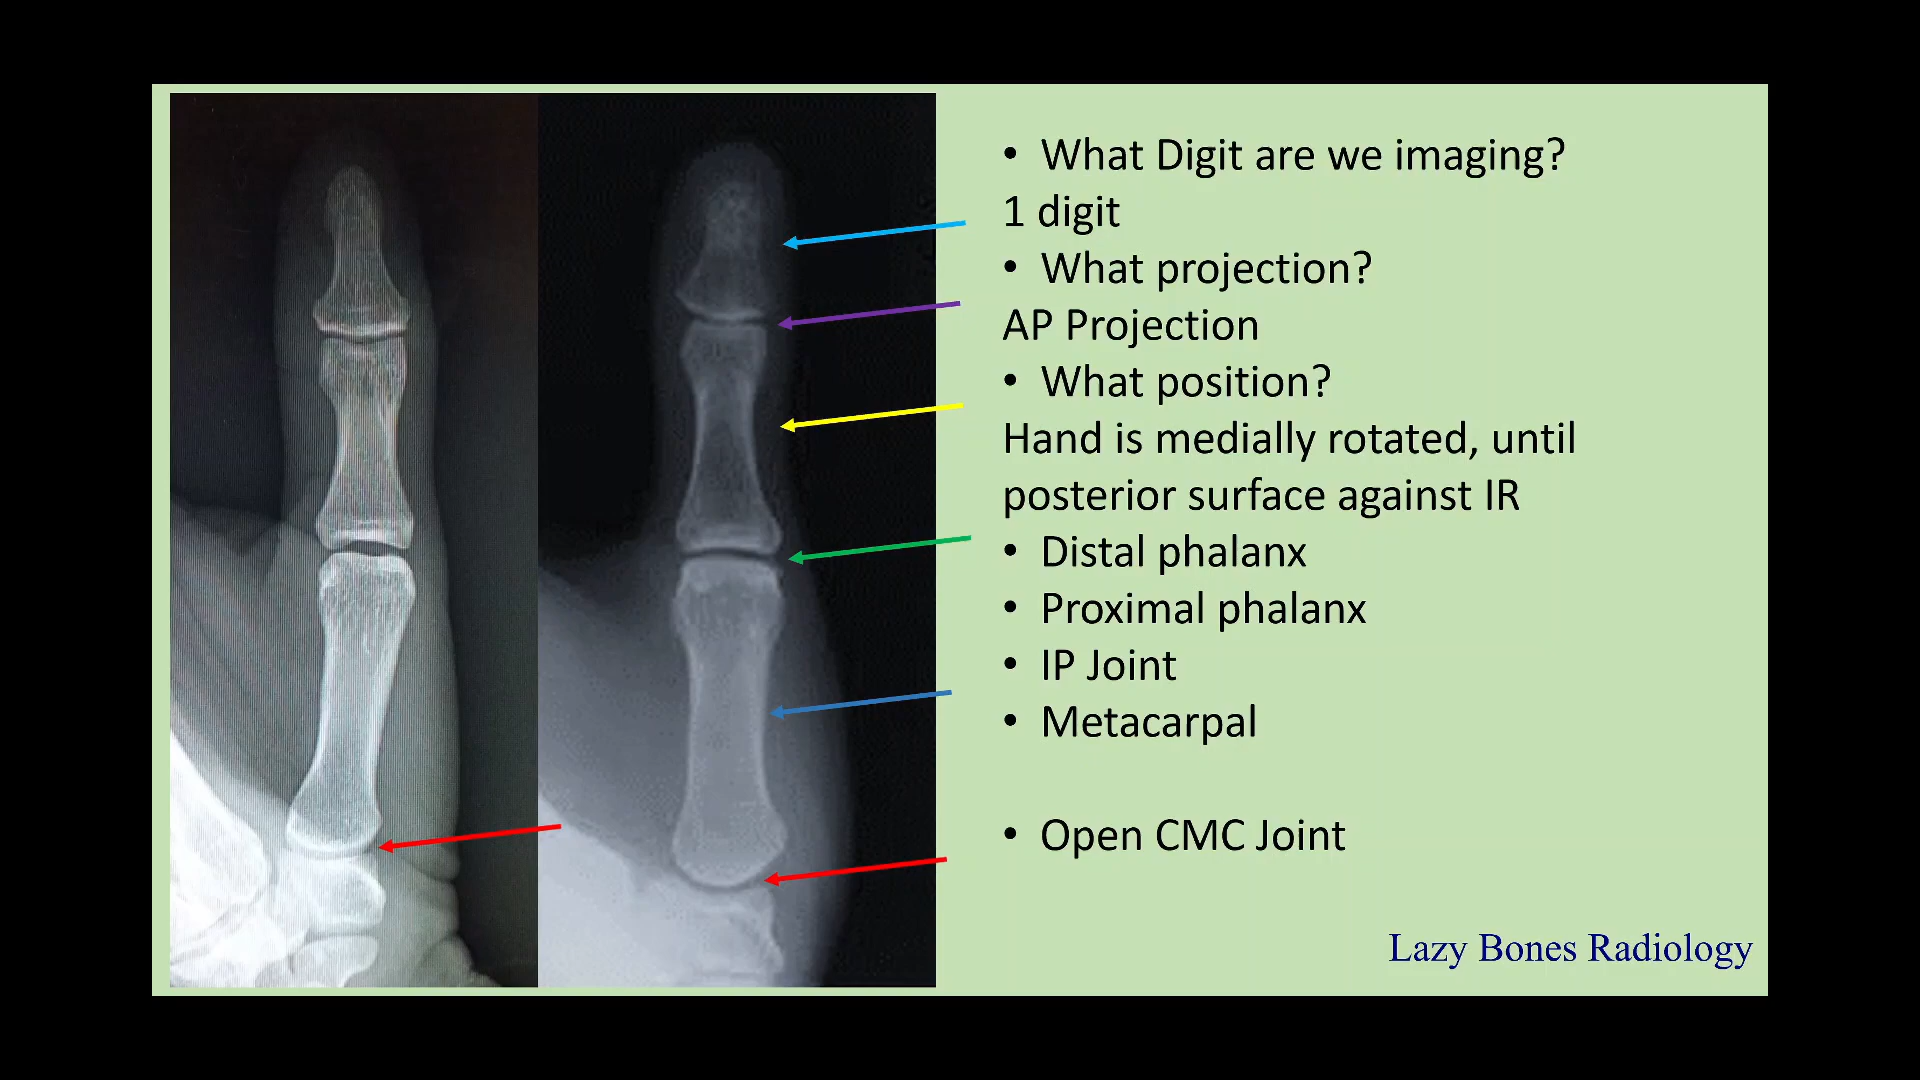 • What Digit are we imaging?
1 digit
• What projection?
AP Projection
• What position?
Hand is medially rotated, until
posterior surface against IR
• Distal phalanx
• Proximal phalanx
• IP Joint
• Metacarpal
• Open CMC Joint
Lazy Bones Radiology